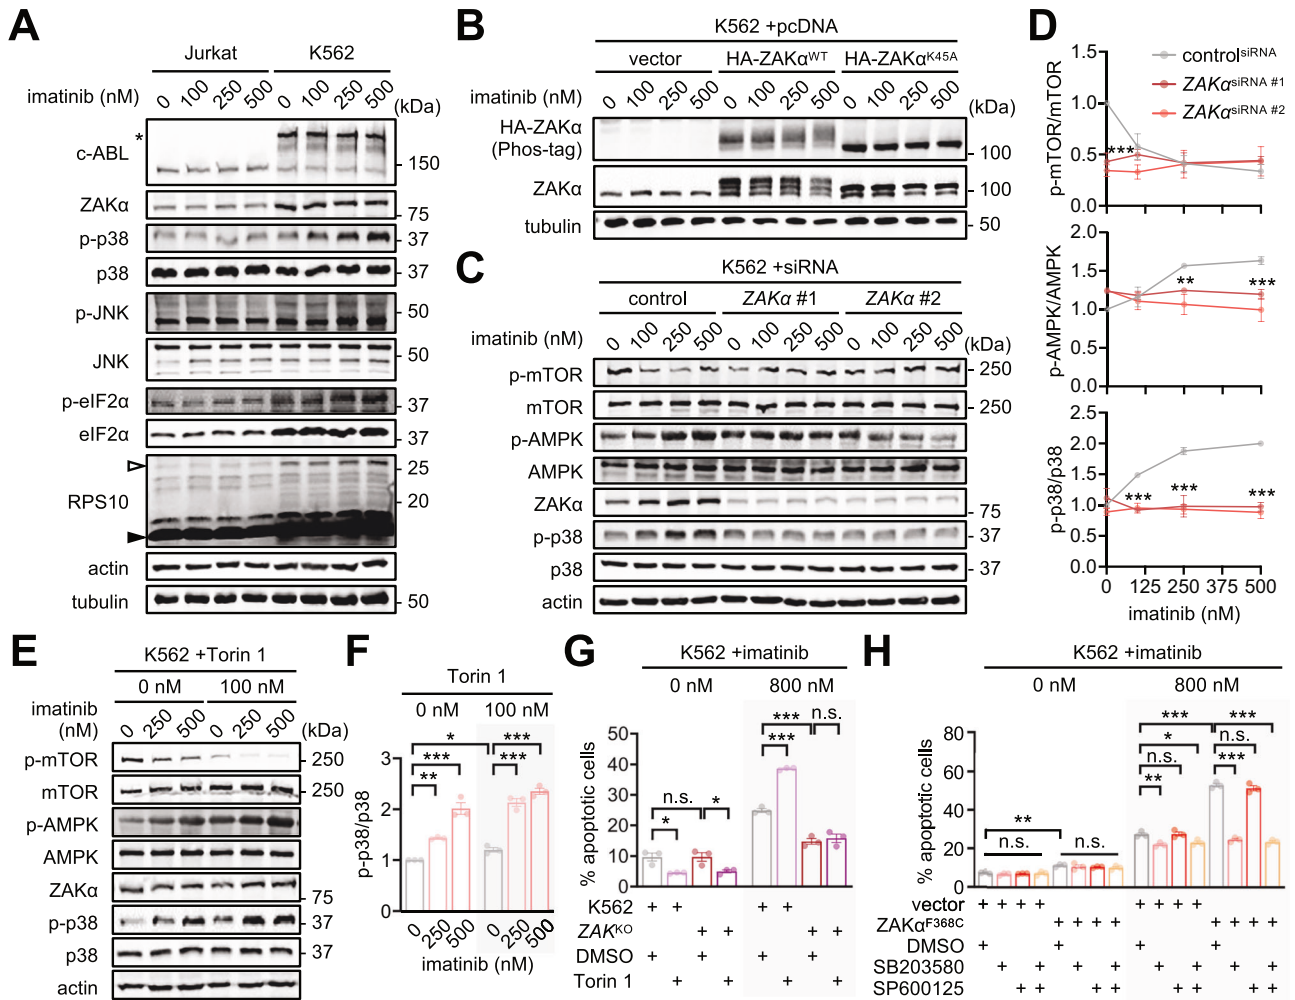 A
Jurkat K562
imatinib (nM) 0 100 250 500 0 100 250 500 (kDa)
*
c-ABL 150
ZAKα 75
p-p38 37
p38 37
p-JNK 50
JNK 50
p-eIF2α 37
eIF2α 37
25
RPS10 20
actin
tubulin 50
B
K562 +pcDNA
vector HA-ZAKα^WT HA-ZAKα^K45A
imatinib (nM) 0 100 250 500 0 100 250 500 0 100 250 500 (kDa)
HA-ZAKα
(Phos-tag) 100
ZAKα 100
tubulin 50
C
K562 +siRNA
control ZAKα #1 ZAKα #2
imatinib (nM) 0 100 250 500 0 100 250 500 0 100 250 500 (kDa)
p-mTOR 250
mTOR 250
p-AMPK
AMPK
ZAKα 75
p-p38 37
p38 37
actin
D
control^siRNA
ZAKα^siRNA #1
ZAKα^siRNA #2
p-mTOR/mTOR
1.5
1.0
0.5
0.0
***
p-AMPK/AMPK
2.0
1.5
1.0
0.5
0.0
** ***
p-p38/p38
2.5
2.0
1.5
1.0
0.5
0.0
*** *** ***
0 125 250 375 500
imatinib (nM)
E
K562 +Torin 1
0 nM 100 nM
imatinib
(nM) 0 250 500 0 250 500 (kDa)
p-mTOR 250
mTOR 250
p-AMPK
AMPK
ZAKα 75
p-p38 37
p38 37
actin
F
Torin 1
0 nM 100 nM
* *** *** ** ***
p-p38/p38
3
2
1
0
0 250 500 0 250 500
imatinib (nM)
G
K562 +imatinib
0 nM 800 nM
% apoptotic cells
50
40
30
20
10
0
n.s. * * *** *** n.s.
K562 + + + +
ZAK^KO + + + +
DMSO + + + +
Torin 1 + + + +
H
K562 +imatinib
0 nM 800 nM
% apoptotic cells
80
60
40
20
0
** n.s. n.s. *** * n.s. ** *** n.s. ***
vector + + + + + + + +
ZAKα^F368C + + + + + + + +
DMSO + + + +
SB203580 + + + + + + + +
SP600125 + + + + + + + +